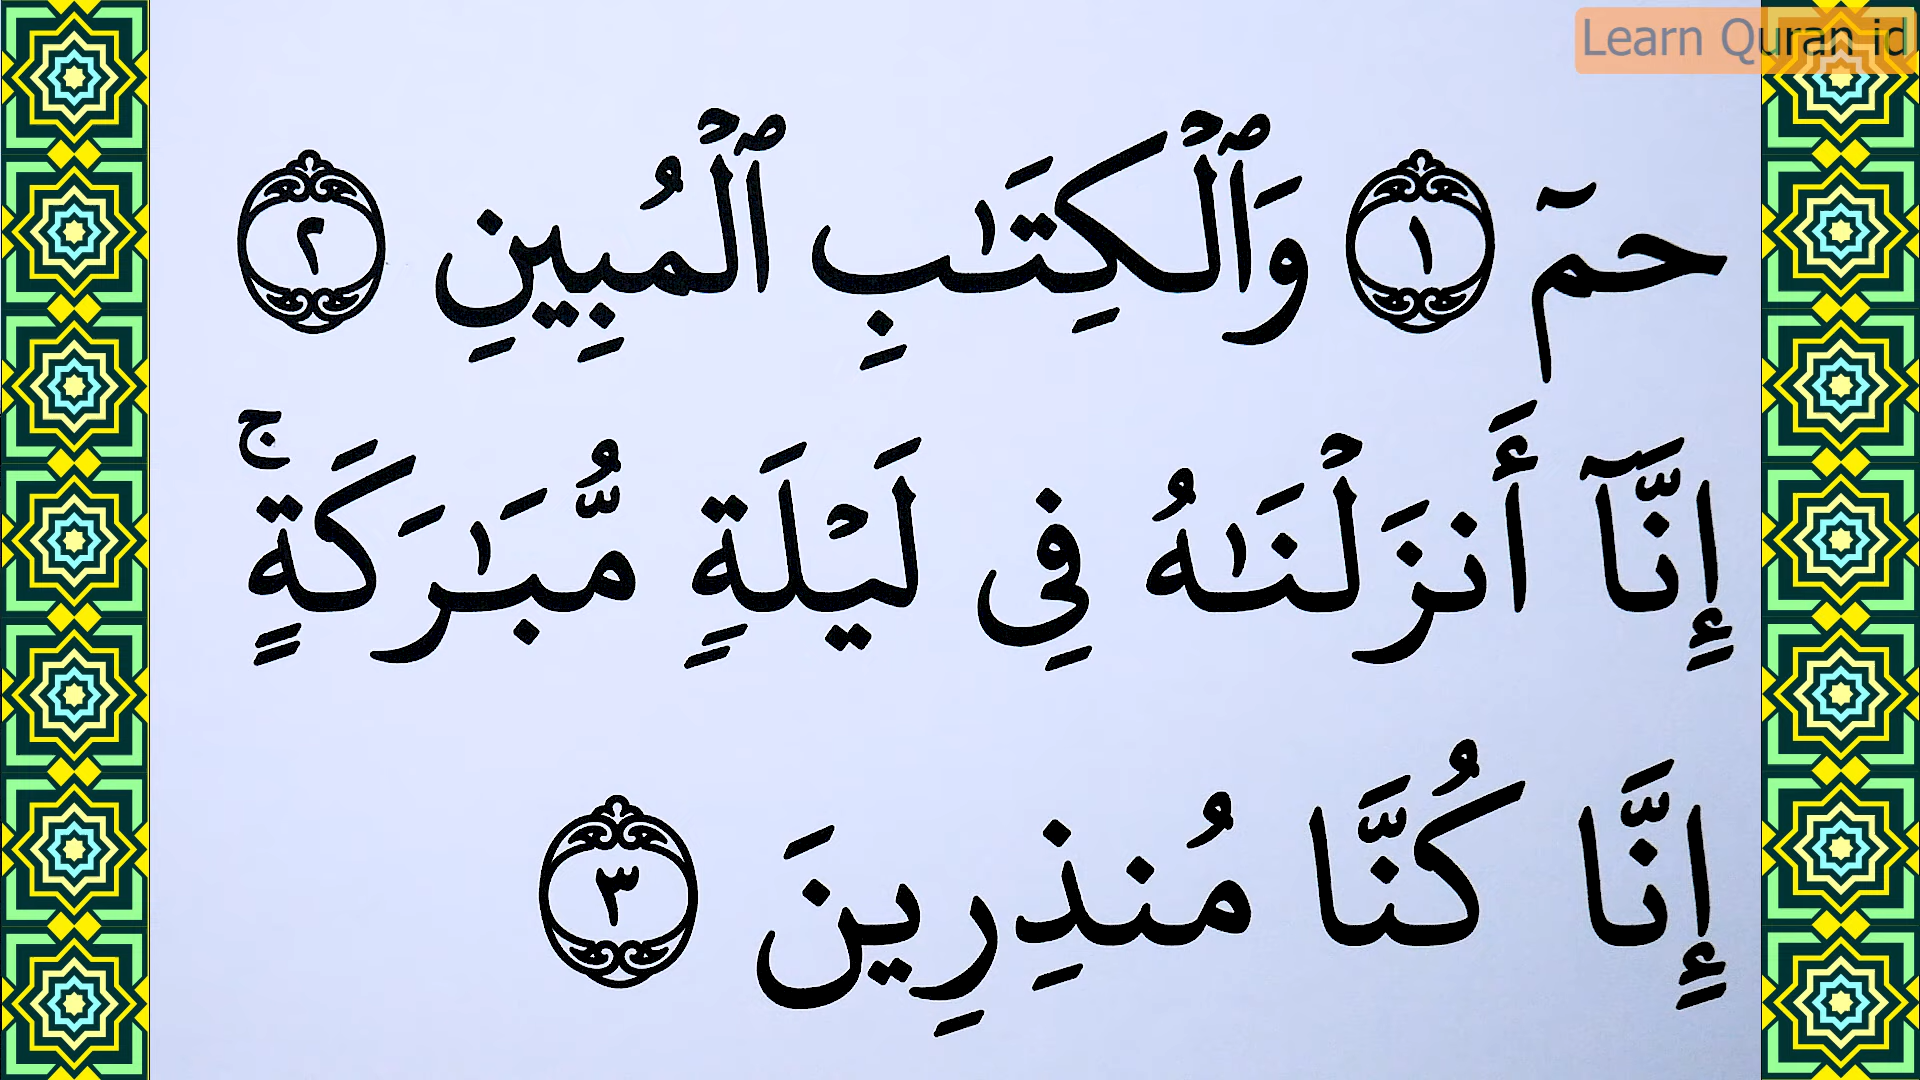 Learn Quran id
حمٓ ١ وَٱلْكِتَـٰبِ ٱلْمُبِينِ ٢
إِنَّآ أَنزَلْنَـٰهُ فِى لَيْلَةٍ مُّبَـٰرَكَةٍ ۚ
إِنَّا كُنَّا مُنذِرِينَ ٣